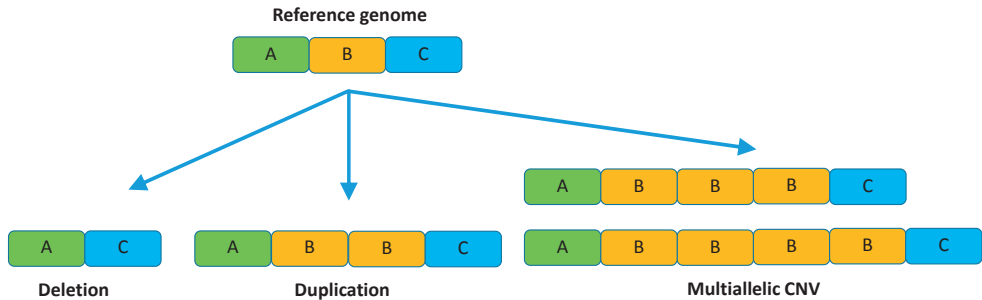 Reference genome
A B C
A B B B C
A C
A B B C
A B B B B C
Deletion
Duplication
Multiallelic CNV